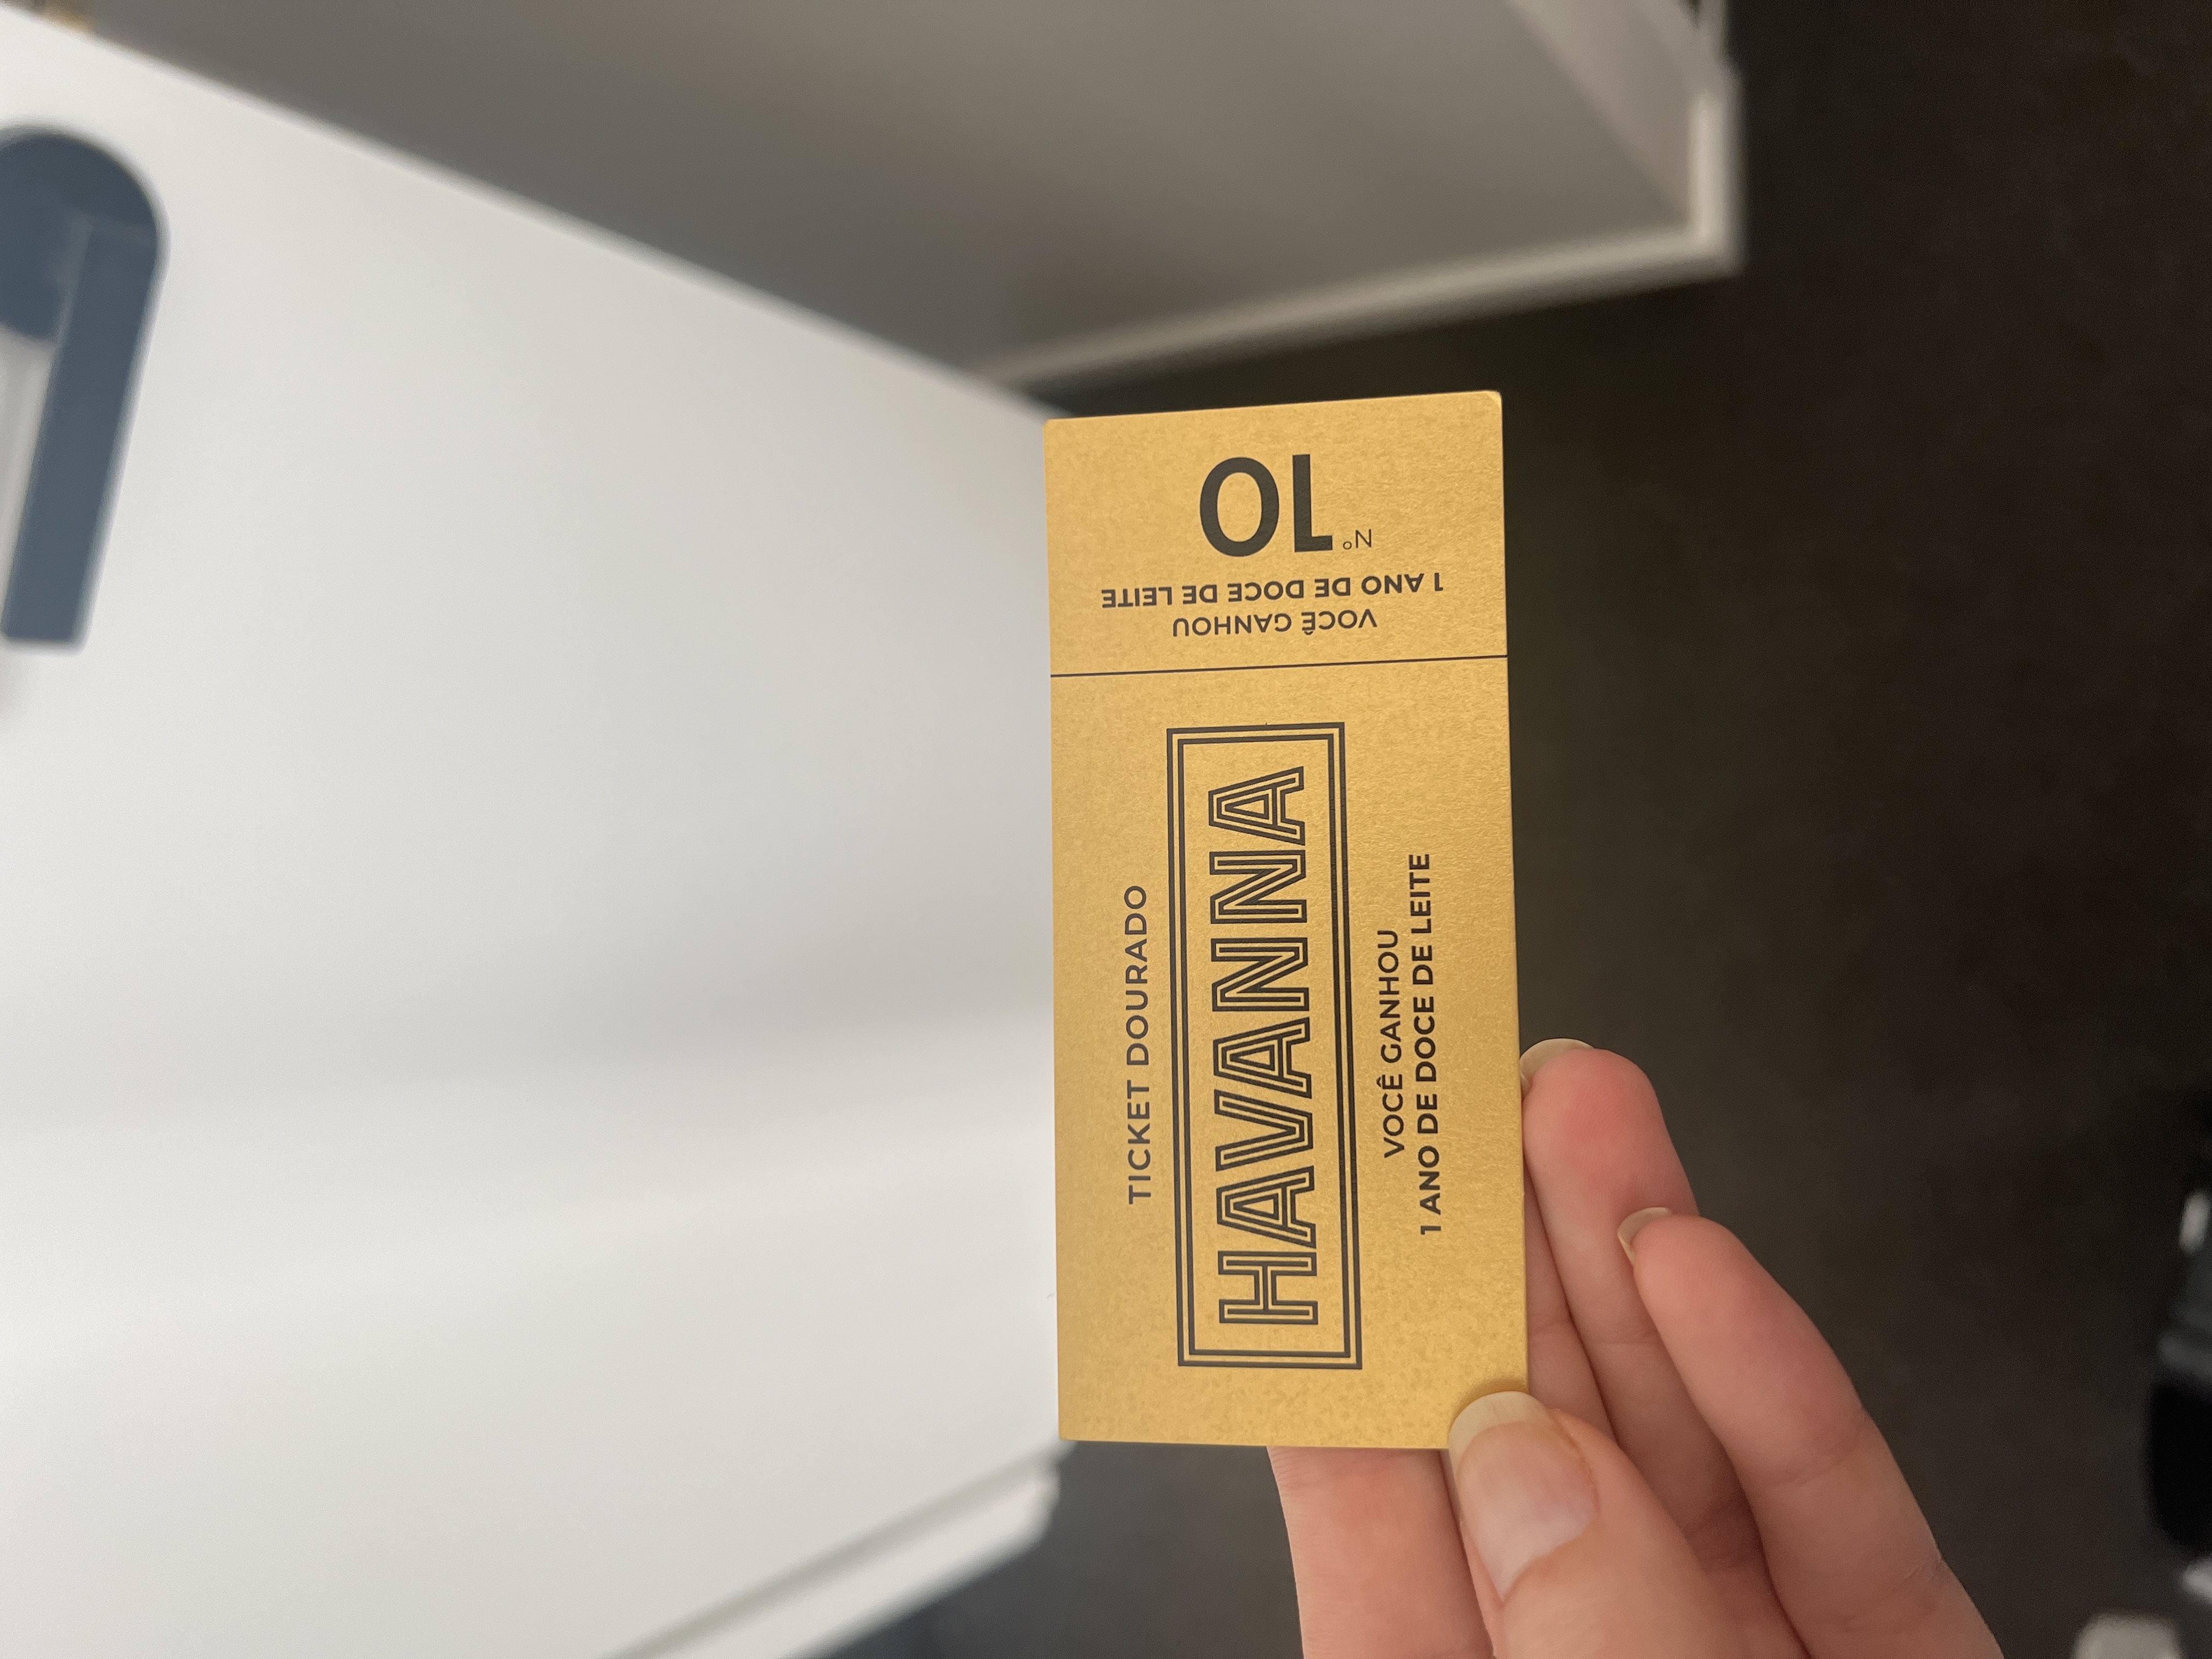 TICKET DOURADO
HAVANNA
VOCÊ GANHOU
1 ANO DE DOCE DE LEITE
VOCÊ GANHOU
1 ANO DE DOCE DE LEITE
Nº 10